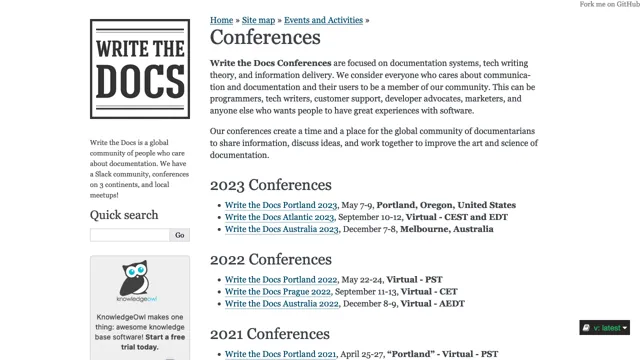 Fork me on GitHub
WRITE THE
DOCS
Write the Docs is a global
community of people who care
about documentation. We have
a Slack community, conferences
on 3 continents, and local
meetups!
Quick search
Go
KnowledgeOwl
KnowledgeOwl makes one
thing: awesome knowledge
base software! Start a free
trial today.
Home » Site map » Events and Activities »
Conferences
Write the Docs Conferences are focused on documentation systems, tech writing
theory, and information delivery. We consider everyone who cares about communica-
tion and documentation and their users to be a member of our community. This can be
programmers, tech writers, customer support, developer advocates, marketers, and
anyone else who wants people to have great experiences with software.
Our conferences create a time and a place for the global community of documentarians
to share information, discuss ideas, and work together to improve the art and science of
documentation.
2023 Conferences
• Write the Docs Portland 2023, May 7-9, Portland, Oregon, United States
• Write the Docs Atlantic 2023, September 10-12, Virtual - CEST and EDT
• Write the Docs Australia 2023, December 7-8, Melbourne, Australia
2022 Conferences
• Write the Docs Portland 2022, May 22-24, Virtual - PST
• Write the Docs Prague 2022, September 11-13, Virtual - CET
• Write the Docs Australia 2022, December 8-9, Virtual - AEDT
2021 Conferences
• Write the Docs Portland 2021, April 25-27, “Portland” - Virtual - PST
v: latest